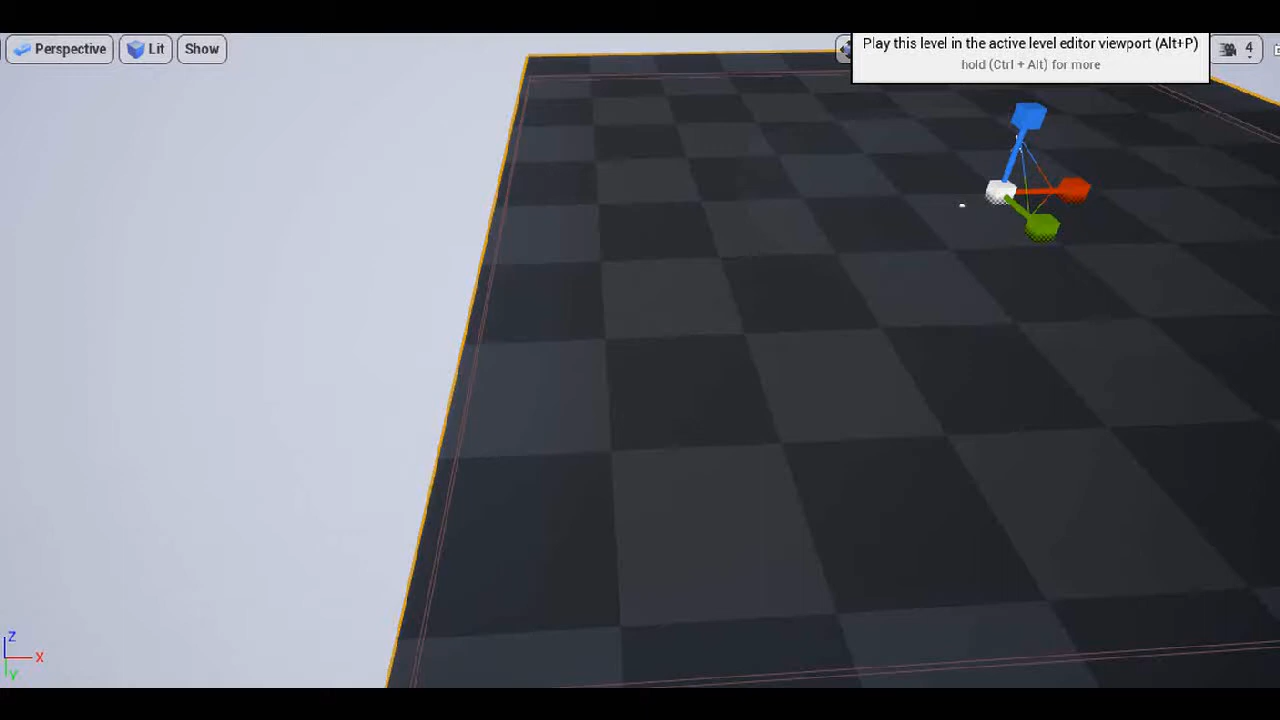 Perspective
Lit
Show
Play this level in the active level editor viewport (Alt+P)
hold (Ctrl + Alt) for more
4
Z
X
Y